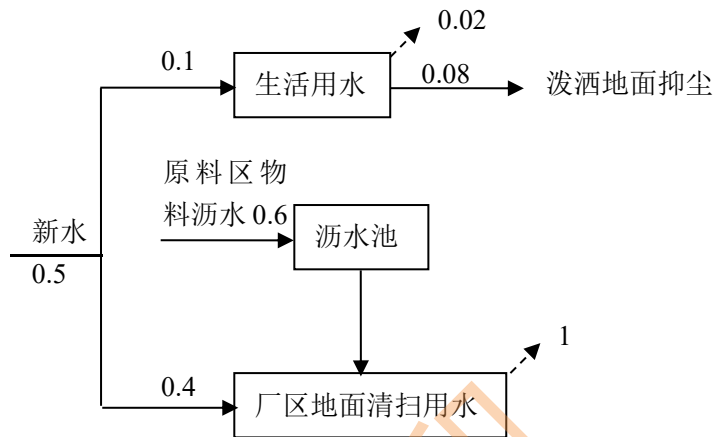 0.02
0.1
生活用水
0.08
泼洒地面抑尘
原料区物
料沥水 0.6
沥水池
新水
0.5
1
0.4
厂区地面清扫用水